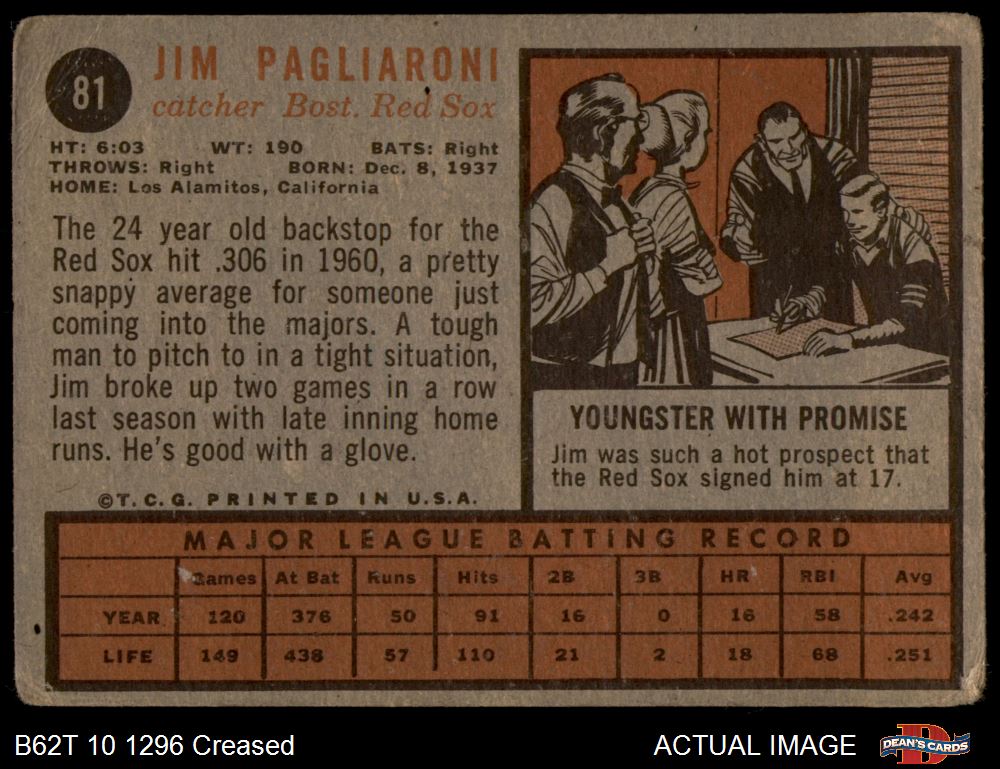 81
JIM PAGLIARONI
catcher Bost. Red Sox
HT: 6:03 WT: 190 BATS: Right
THROWS: Right BORN: Dec. 8, 1937
HOME: Los Alamitos, California
The 24 year old backstop for the
Red Sox hit .306 in 1960, a pretty
snappy average for someone just
coming into the majors. A tough
man to pitch to in a tight situation,
Jim broke up two games in a row
last season with late inning home
runs. He's good with a glove.
©T.C.G. PRINTED IN U.S.A.
YOUNGSTER WITH PROMISE
Jim was such a hot prospect that
the Red Sox signed him at 17.
MAJOR LEAGUE BATTING RECORD
Games At Bat Runs Hits 2B 3B HR RBI Avg
YEAR 120 376 50 91 16 0 16 58 .242
LIFE 149 438 57 110 21 2 18 68 .251
B62T 10 1296 Creased
ACTUAL IMAGE
D
DEAN'S CARDS